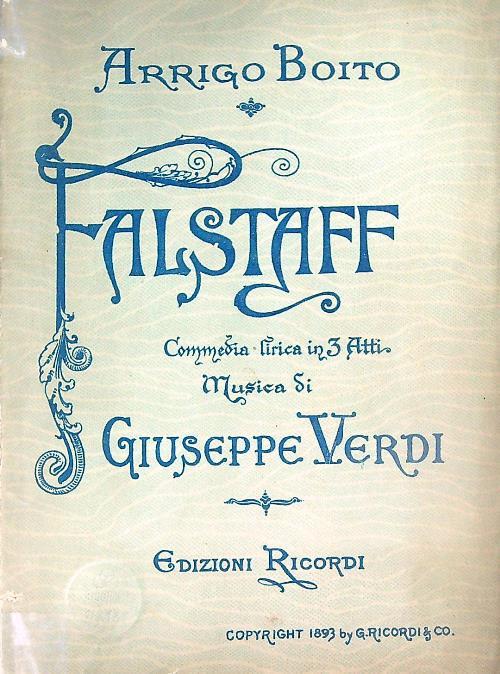 ARRIGO BOITO
FALSTAFF
Commedia lirica in 3 Atti
Musica di
GIUSEPPE VERDI
EDIZIONI RICORDI
COPYRIGHT 1893 by G. RICORDI & CO.